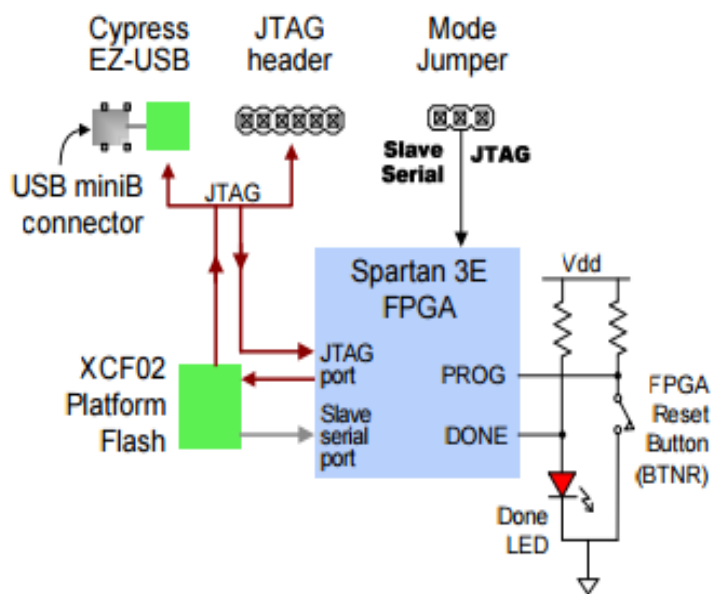 Cypress
EZ-USB
JTAG
header
Mode
Jumper
Slave
Serial
JTAG
USB miniB
connector
JTAG
Spartan 3E
FPGA
Vdd
XCF02
Platform
Flash
JTAG
port
Slave
serial
port
PROG
DONE
FPGA
Reset
Button
(BTNR)
Done
LED